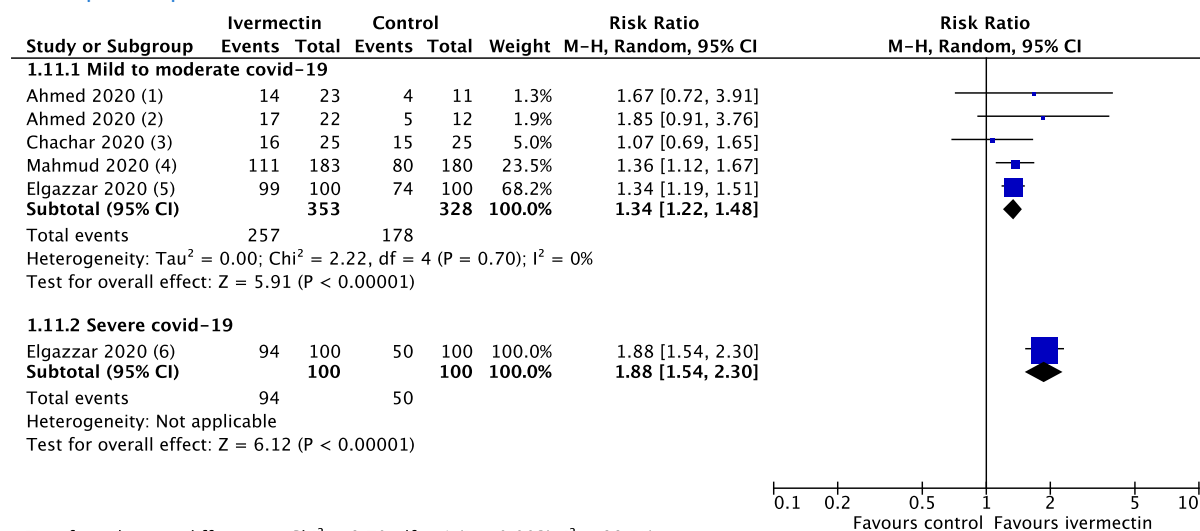 Ivermectin Control Risk Ratio Risk Ratio
Study or Subgroup Events Total Events Total Weight M-H, Random, 95% CI M-H, Random, 95% CI
1.11.1 Mild to moderate covid-19
Ahmed 2020 (1) 14 23 4 11 1.3% 1.67 [0.72, 3.91]
Ahmed 2020 (2) 17 22 5 12 1.9% 1.85 [0.91, 3.76]
Chachar 2020 (3) 16 25 15 25 5.0% 1.07 [0.69, 1.65]
Mahmud 2020 (4) 111 183 80 180 23.5% 1.36 [1.12, 1.67]
Elgazzar 2020 (5) 99 100 74 100 68.2% 1.34 [1.19, 1.51]
Subtotal (95% CI) 353 328 100.0% 1.34 [1.22, 1.48]
Total events 257 178
Heterogeneity: Tau² = 0.00; Chi² = 2.22, df = 4 (P = 0.70); I² = 0%
Test for overall effect: Z = 5.91 (P < 0.00001)
1.11.2 Severe covid-19
Elgazzar 2020 (6) 94 100 50 100 100.0% 1.88 [1.54, 2.30]
Subtotal (95% CI) 100 100 100.0% 1.88 [1.54, 2.30]
Total events 94 50
Heterogeneity: Not applicable
Test for overall effect: Z = 6.12 (P < 0.00001)
0.1 0.2 0.5 1 2 5 10
Favours control Favours ivermectin